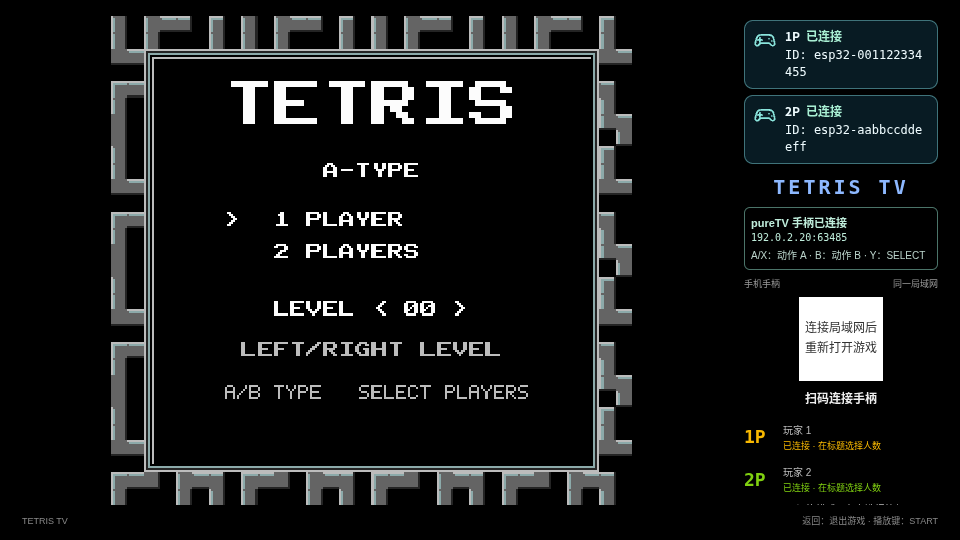 TETRIS
A-TYPE
> 1 PLAYER
2 PLAYERS
LEVEL < 00 >
LEFT/RIGHT LEVEL
A/B TYPE SELECT PLAYERS
1P 已连接
ID: esp32-001122334
455
2P 已连接
ID: esp32-aabbccdde
eff
TETRIS TV
pureTV 手柄已连接
192.0.2.20:63485
A/X：动作 A · B：动作 B · Y：SELECT
手机手柄 同一局域网
连接局域网后
重新打开游戏
扫码连接手柄
1P 玩家 1
已连接 · 在标题选择人数
2P 玩家 2
已连接 · 在标题选择人数
TETRIS TV
返回：退出游戏 · 播放键：START